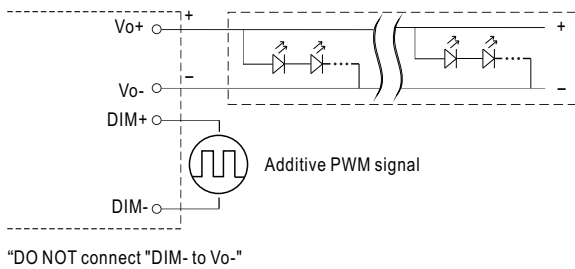 Vo+
+
+
−
−
Vo-
DIM+
Additive PWM signal
DIM-
“DO NOT connect "DIM- to Vo-"